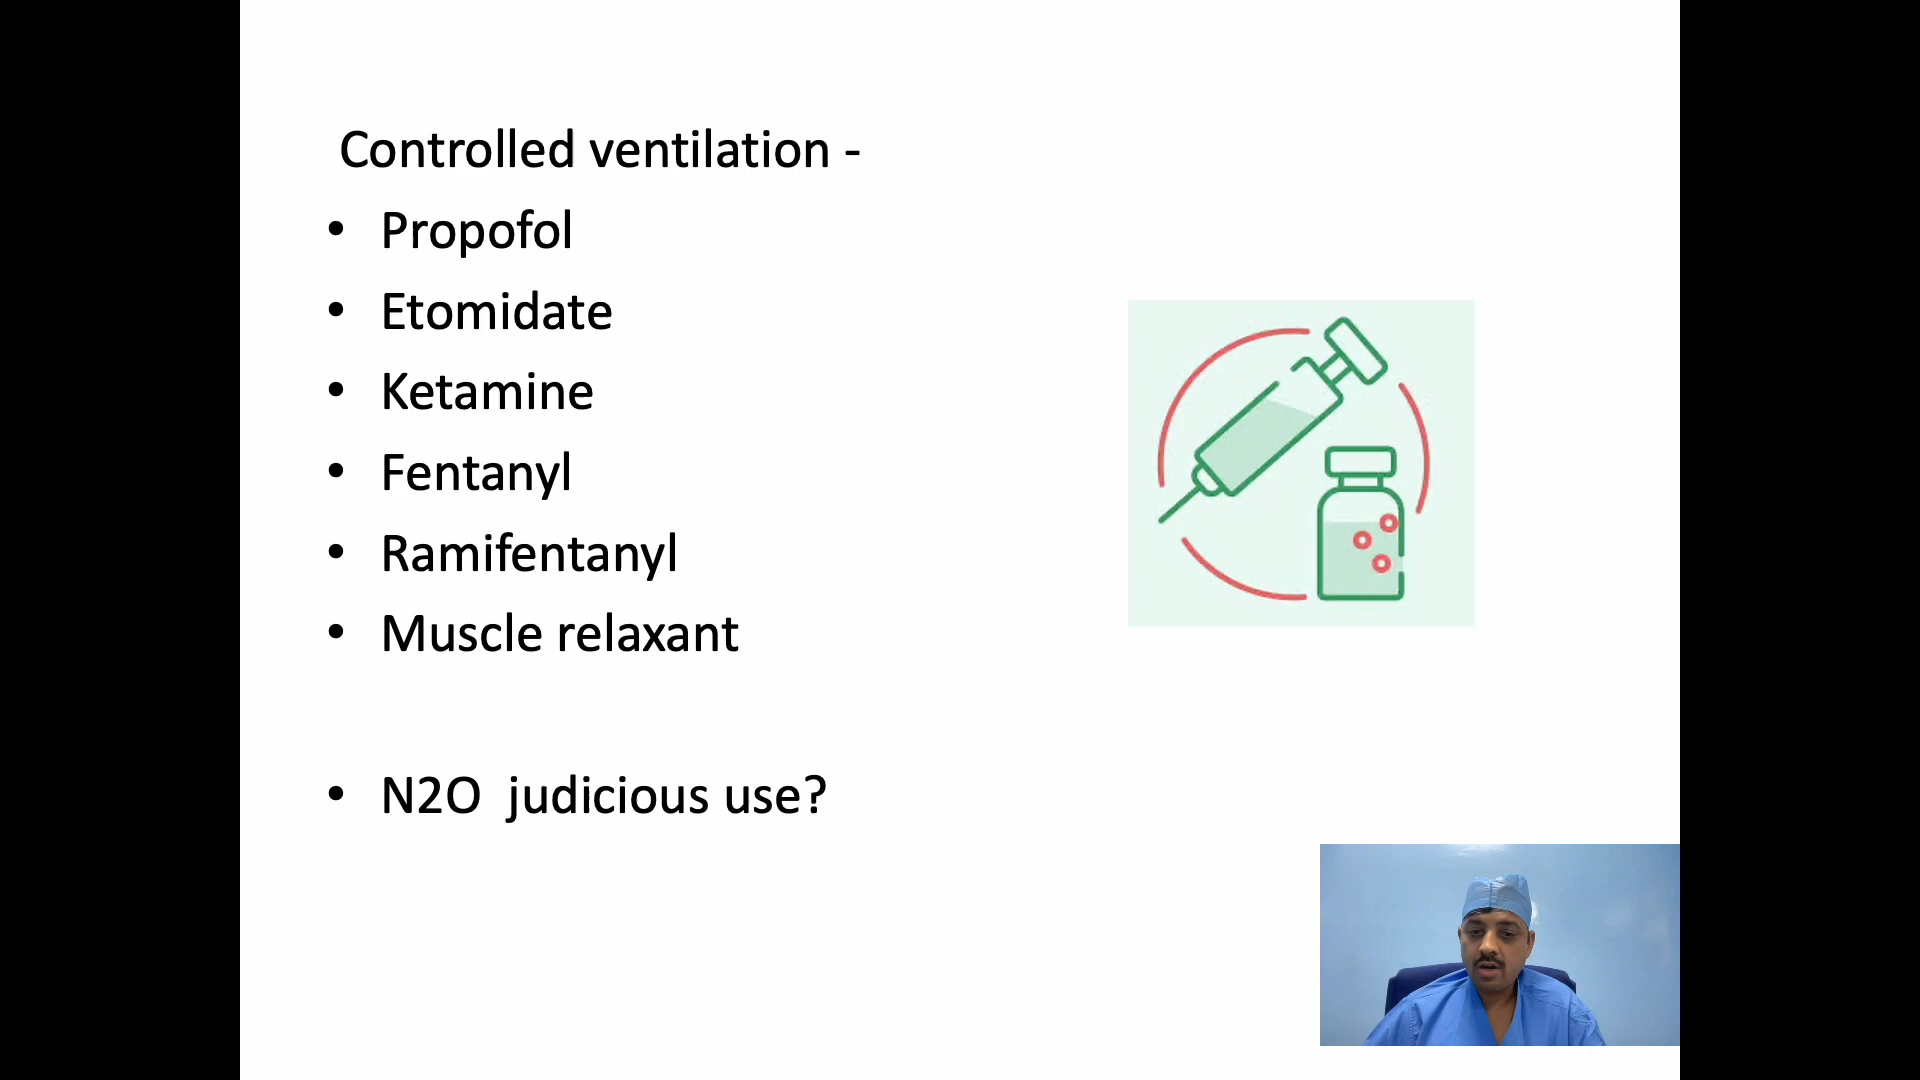 Controlled ventilation -
• Propofol
• Etomidate
• Ketamine
• Fentanyl
• Ramifentanyl
• Muscle relaxant
• N2O  judicious use?